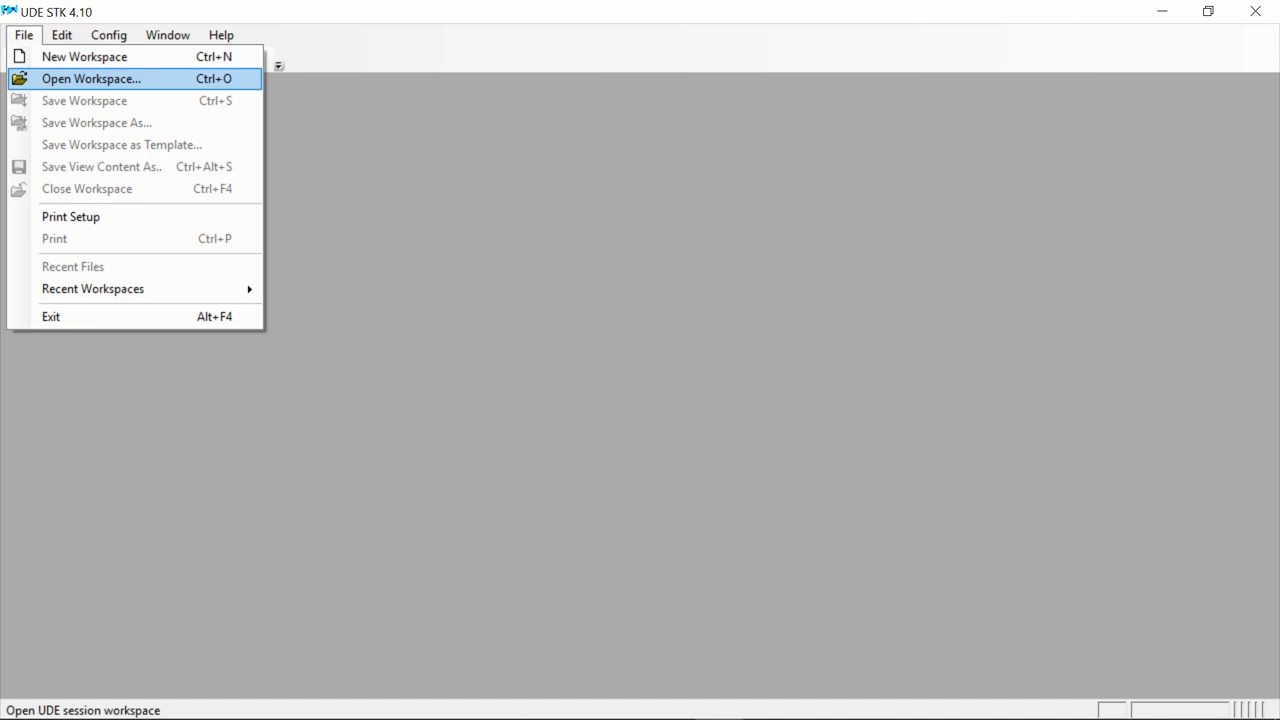 UDE STK 4.10
File Edit Config Window Help
New Workspace Ctrl+N
Open Workspace... Ctrl+O
Save Workspace Ctrl+S
Save Workspace As...
Save Workspace as Template...
Save View Content As.. Ctrl+Alt+S
Close Workspace Ctrl+F4
Print Setup
Print Ctrl+P
Recent Files
Recent Workspaces
Exit Alt+F4
Open UDE session workspace